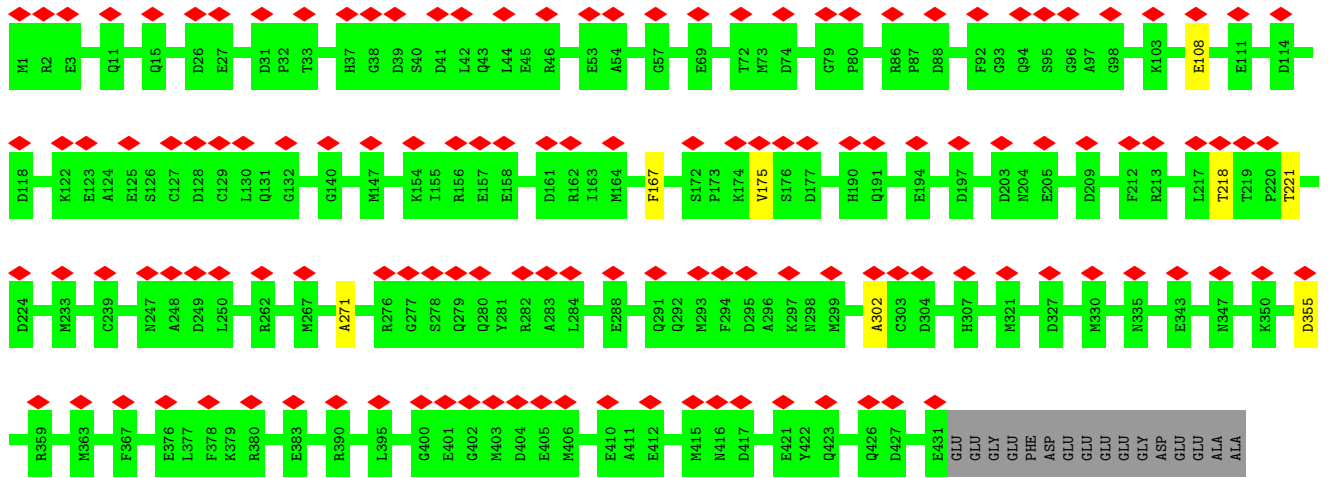 M1 R2 E3 Q11 Q15 D26 E27 D31 P32 T33 H37 G38 D39 S40 D41 L42 Q43 L44 E45 R46 E53 A54 G57 E69 T72 M73 D74 G79 P80 R86 P87 D88 F92 G93 Q94 S95 G96 A97 G98 K103 E108 E111 D114
D118 K122 E123 A124 E125 S126 C127 D128 C129 L130 Q131 G132 G140 M147 K154 I155 R156 E157 E158 D161 R162 I163 M164 F167 S172 P173 K174 V175 S176 D177 H190 Q191 E194 D197 D203 N204 E205 D209 F212 R213 L217 T218 T219 P220 T221
D224 M233 C239 N247 A248 D249 L250 R262 M267 A271 R276 G277 S278 Q279 Q280 Y281 R282 A283 L284 E288 Q291 Q292 M293 F294 D295 A296 K297 N298 M299 A302 C303 D304 H307 M321 D327 M330 N335 E343 N347 K350 D355
R359 M363 F367 E376 L377 F378 K379 R380 E383 R390 L395 G400 E401 G402 M403 D404 E405 M406 E410 A411 E412 M415 N416 D417 E421 Y422 Q423 Q426 D427 E431 GLU GLU GLY GLU PHE ASP GLU GLU GLU GLU GLY ASP GLU GLU ALA ALA